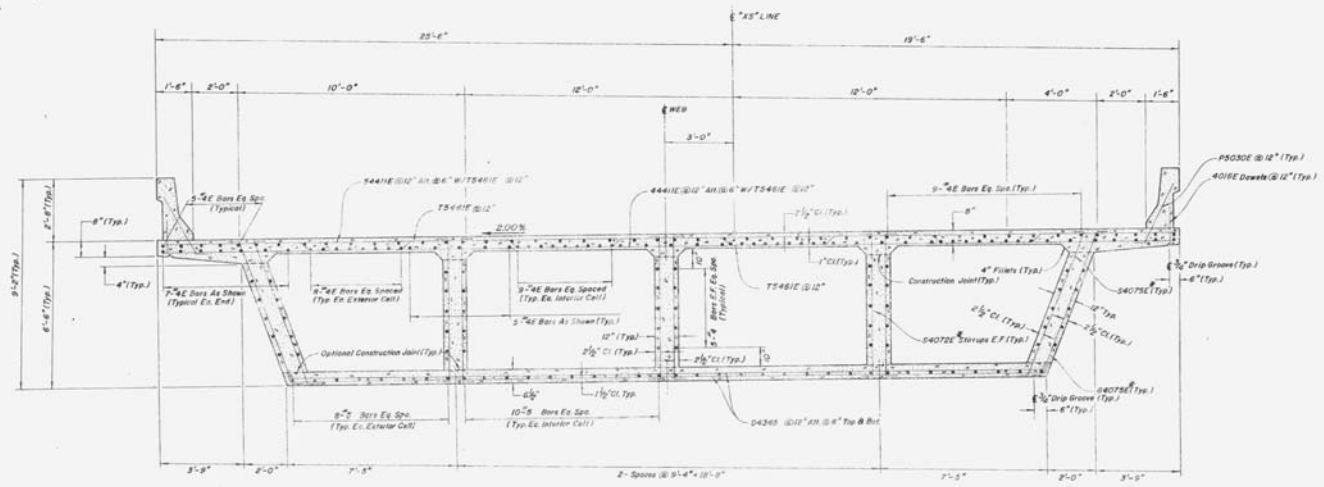 ℄ "XS" LINE
25'-6"
19'-6"
1'-6"
2'-0"
10'-0"
12'-0"
12'-0"
4'-0"
2'-0"
1'-6"
℄ WEB
3'-0"
P5030E @ 12" (Typ.)
4016E Dowels @ 12" (Typ.)
5-#4E Bars Eq. Spa.
(Typical)
S4411E @ 12" Alt. @ 6" W/ T5461E @ 12"
T5461E @ 12"
4441IE @ 12" Alt. @ 6" W/ T5461E @ 12"
9-#4E Bars Eq. Spa. (Typ.)
2 1/2" Cl. (Typ.)
8"
2.00%
9'-2" (Typ.)
2'-8" (Typ.)
8" (Typ.)
4" (Typ.)
6'-6" (Typ.)
1" Cl. (Typ.)
10"
T5461E @ 12"
Construction Joint (Typ.)
4" Fillets (Typ.)
℄ 3/4" Drip Groove (Typ.)
6" (Typ.)
7-#4E Bars As Shown
(Typical Ea. End)
-#4E Bars Eq. Spaced
(Typ. Ea. Exterior Cell)
9-#4E Bars Eq. Spaced
(Typ. Ea. Interior Cell)
5-#4E Bars As Shown (Typ.)
5-#4 Bars E.F. Eq. Spa.
(Typical)
S4075E (Typ.)
12" Typ.
2 1/2" Cl. (Typ.)
2 1/2" Cl. (Typ.)
12" (Typ.)
2 1/2" Cl. (Typ.)
2 1/2" Cl. (Typ.)
10"
S4072E Stirrups E.F. (Typ.)
Optional Construction Joint (Typ.)
S4075E (Typ.)
℄ 3/4" Drip Groove (Typ.)
6" (Typ.)
1 1/2" Cl. Typ.
8-#5 Bars Eq. Spa.
(Typ. Ea. Exterior Cell)
10-#5 Bars Eq. Spa.
(Typ. Ea. Interior Cell)
D4365 @ 12" Alt. @ 6" Top & Bot.
3'-9"
2'-0"
7'-5"
2-Spaces @ 9'-4" = 18'-8"
7'-5"
2'-0"
3'-9"